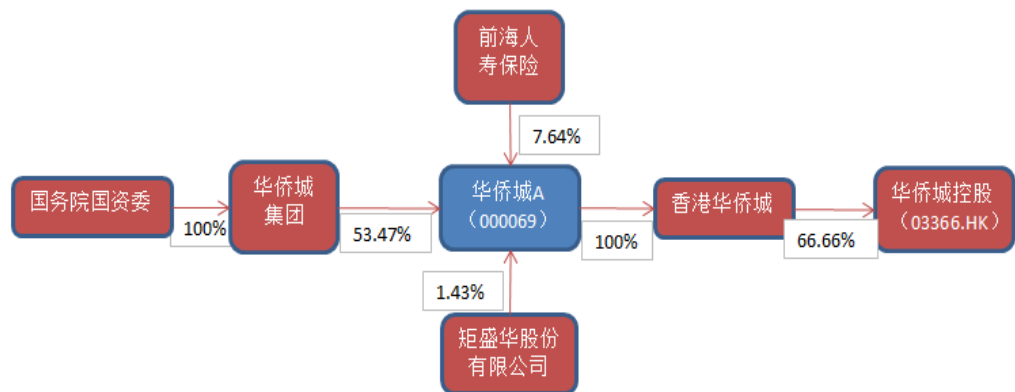 前海人
寿保险
7.64%
国务院国资委
100%
华侨城
集团
53.47%
华侨城A
（000069）
100%
香港华侨城
66.66%
华侨城控股
（03366.HK）
1.43%
矩盛华股份
有限公司